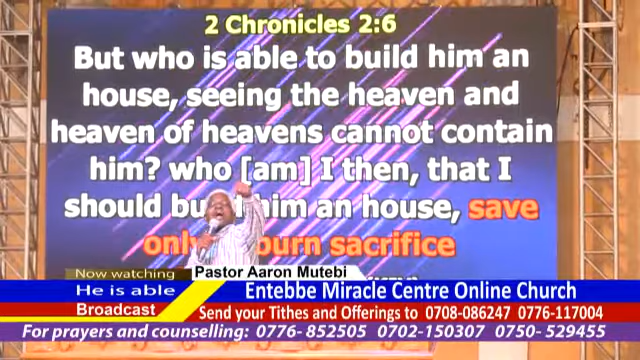 2 Chronicles 2:6
But who is able to build him an
house, seeing the heaven and
heaven of heavens cannot contain
him? who [am] I then, that I
should him an house, save
burn sacrifice
Now watching
Pastor Aaron Mutebi
He is able
Entebbe Miracle Centre Online Church
Broadcast
Send your Tithes and Offerings to 0708-086247 0776-117004
For prayers and counselling: 0776- 852505 0702-150307 0750- 529455